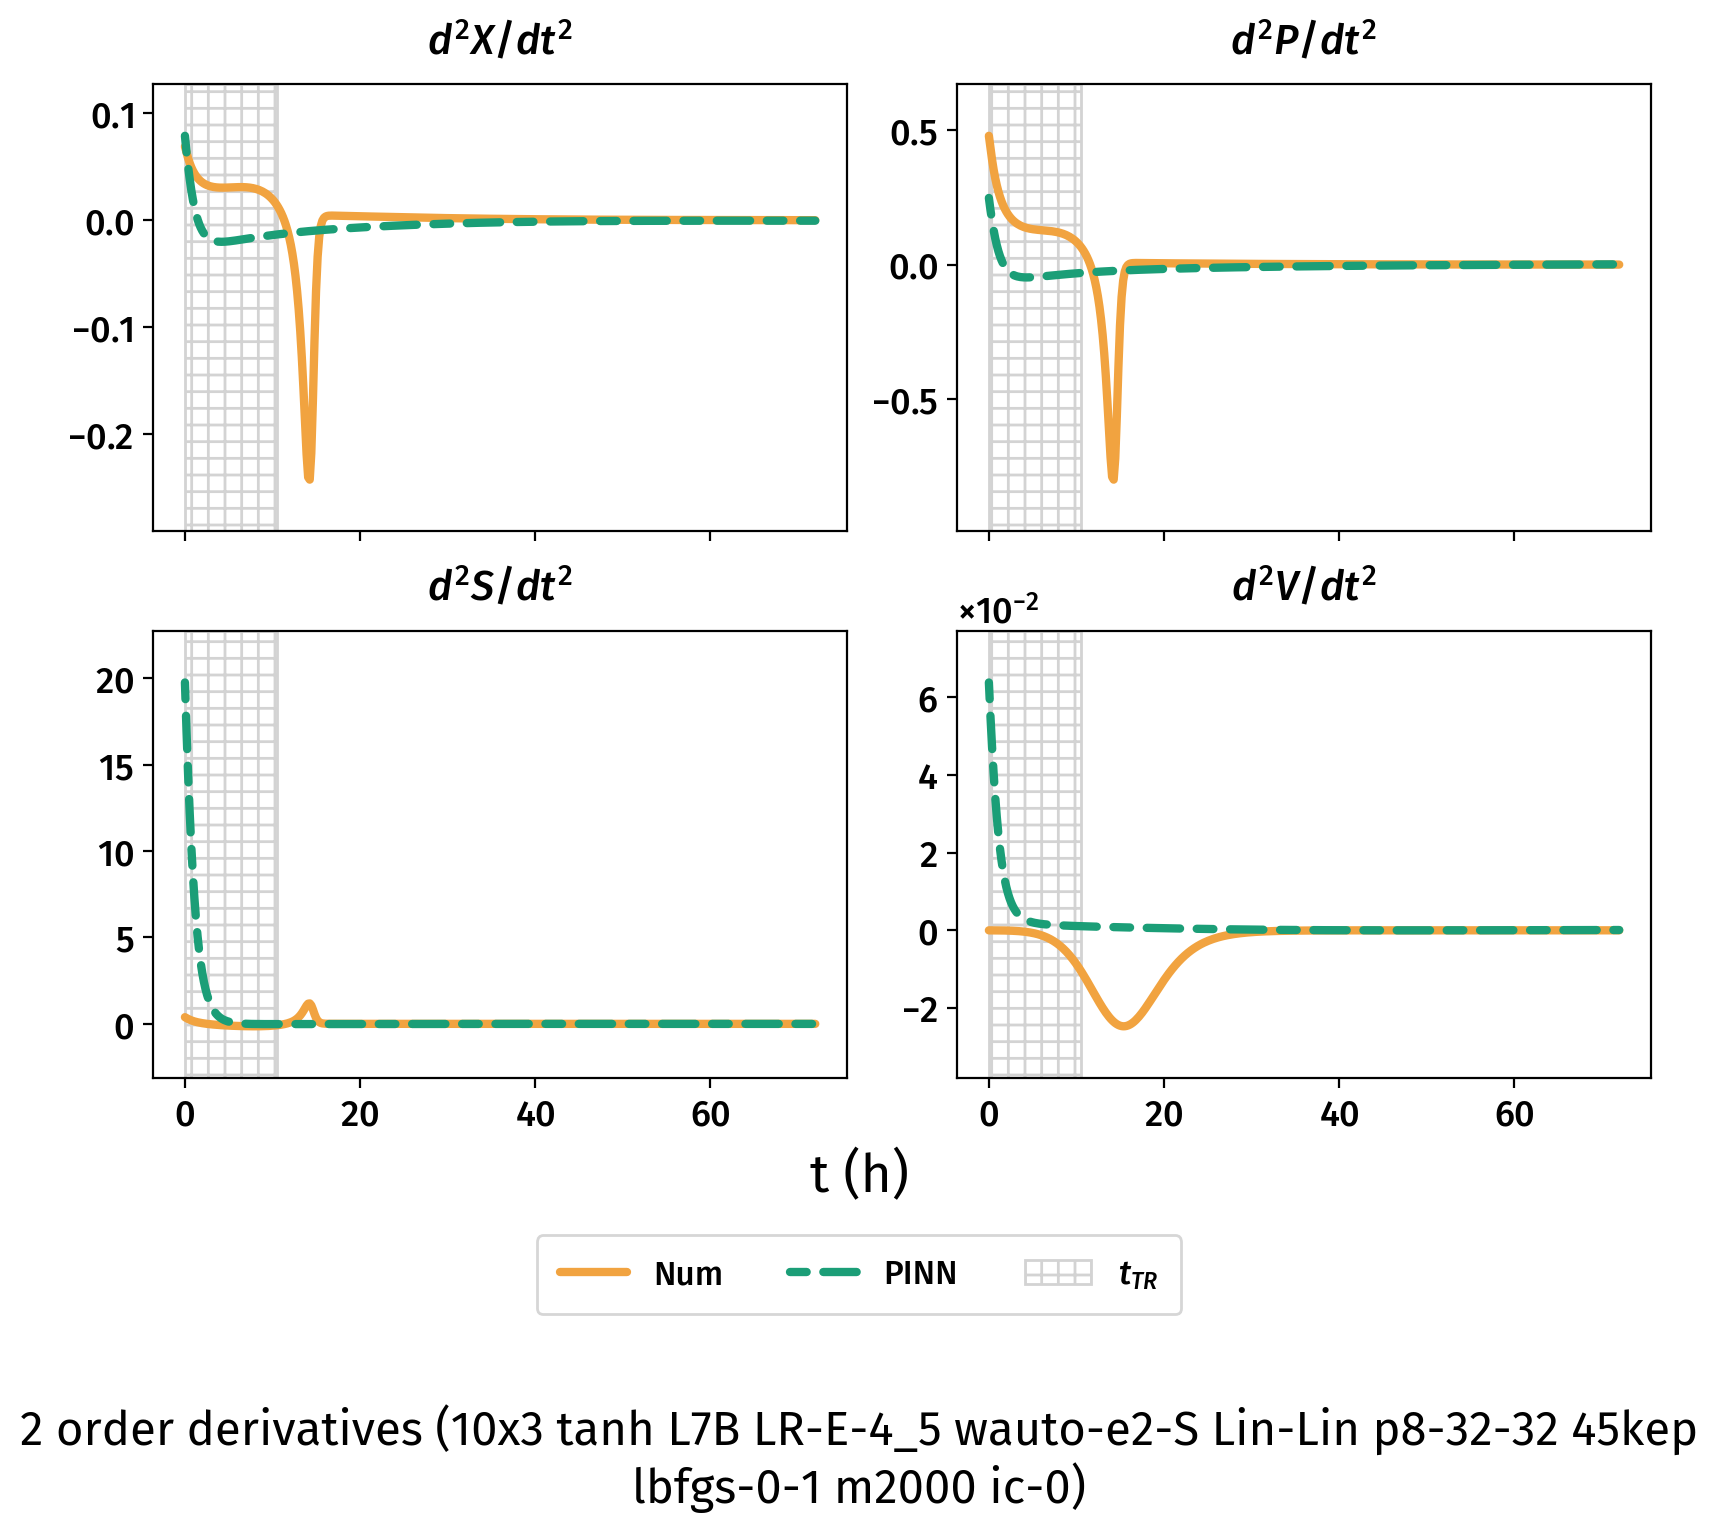 d²X/dt²
d²P/dt²
0.1
0.0
−0.1
−0.2
0.5
0.0
−0.5
d²S/dt²
d²V/dt²
×10⁻²
20
15
10
5
0
6
4
2
0
−2
0 20 40 60
0 20 40 60
t (h)
Num PINN t_TR
2 order derivatives (10x3 tanh L7B LR-E-4_5 wauto-e2-S Lin-Lin p8-32-32 45kep
lbfgs-0-1 m2000 ic-0)